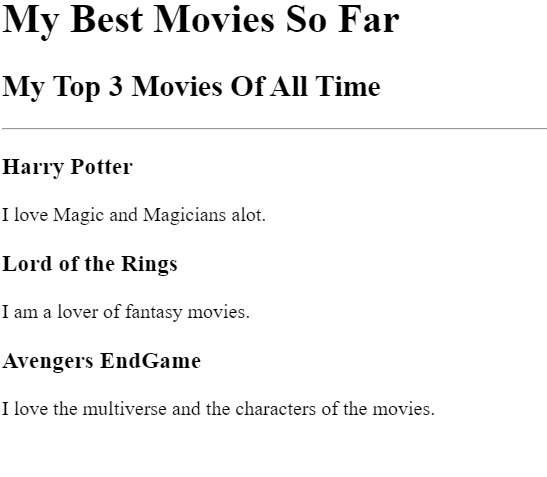 My Best Movies So Far
My Top 3 Movies Of All Time
Harry Potter
I love Magic and Magicians alot.
Lord of the Rings
I am a lover of fantasy movies.
Avengers EndGame
I love the multiverse and the characters of the movies.